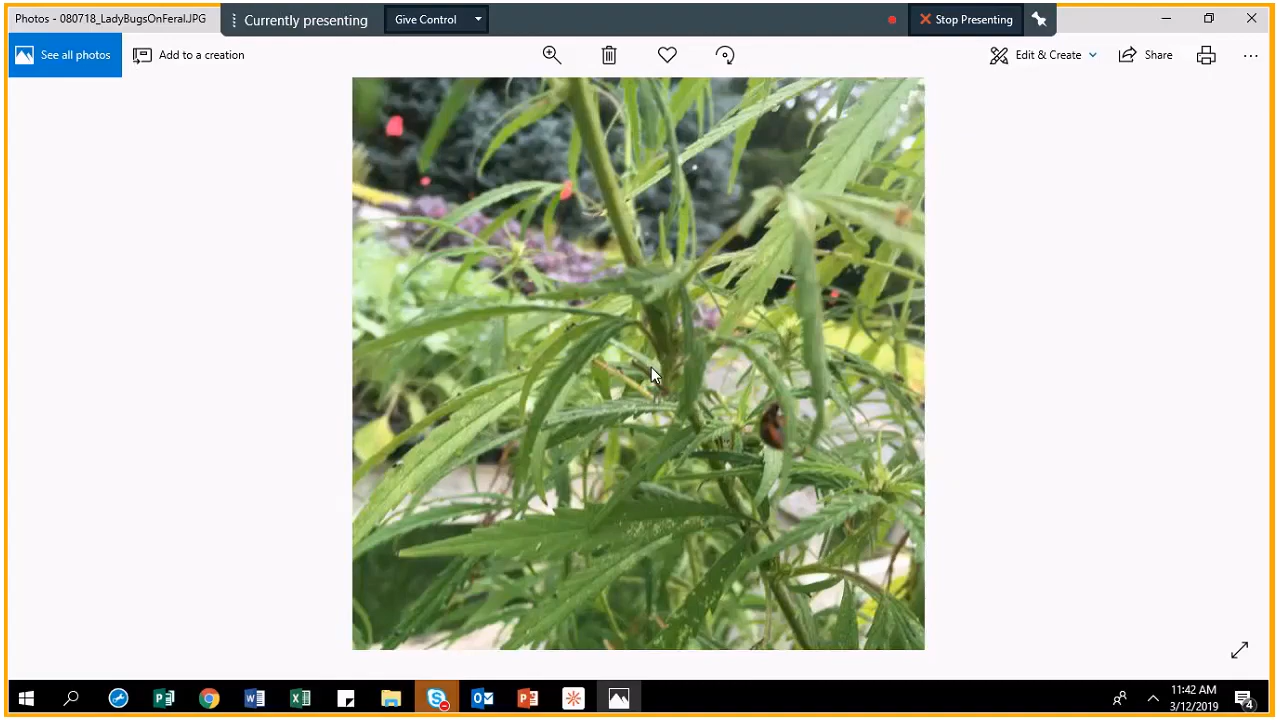 Photos - 080718_LadyBugsOnFeral.JPG
Currently presenting
Give Control
Stop Presenting
See all photos
Add to a creation
Edit & Create
Share
11:42 AM
3/12/2019
4